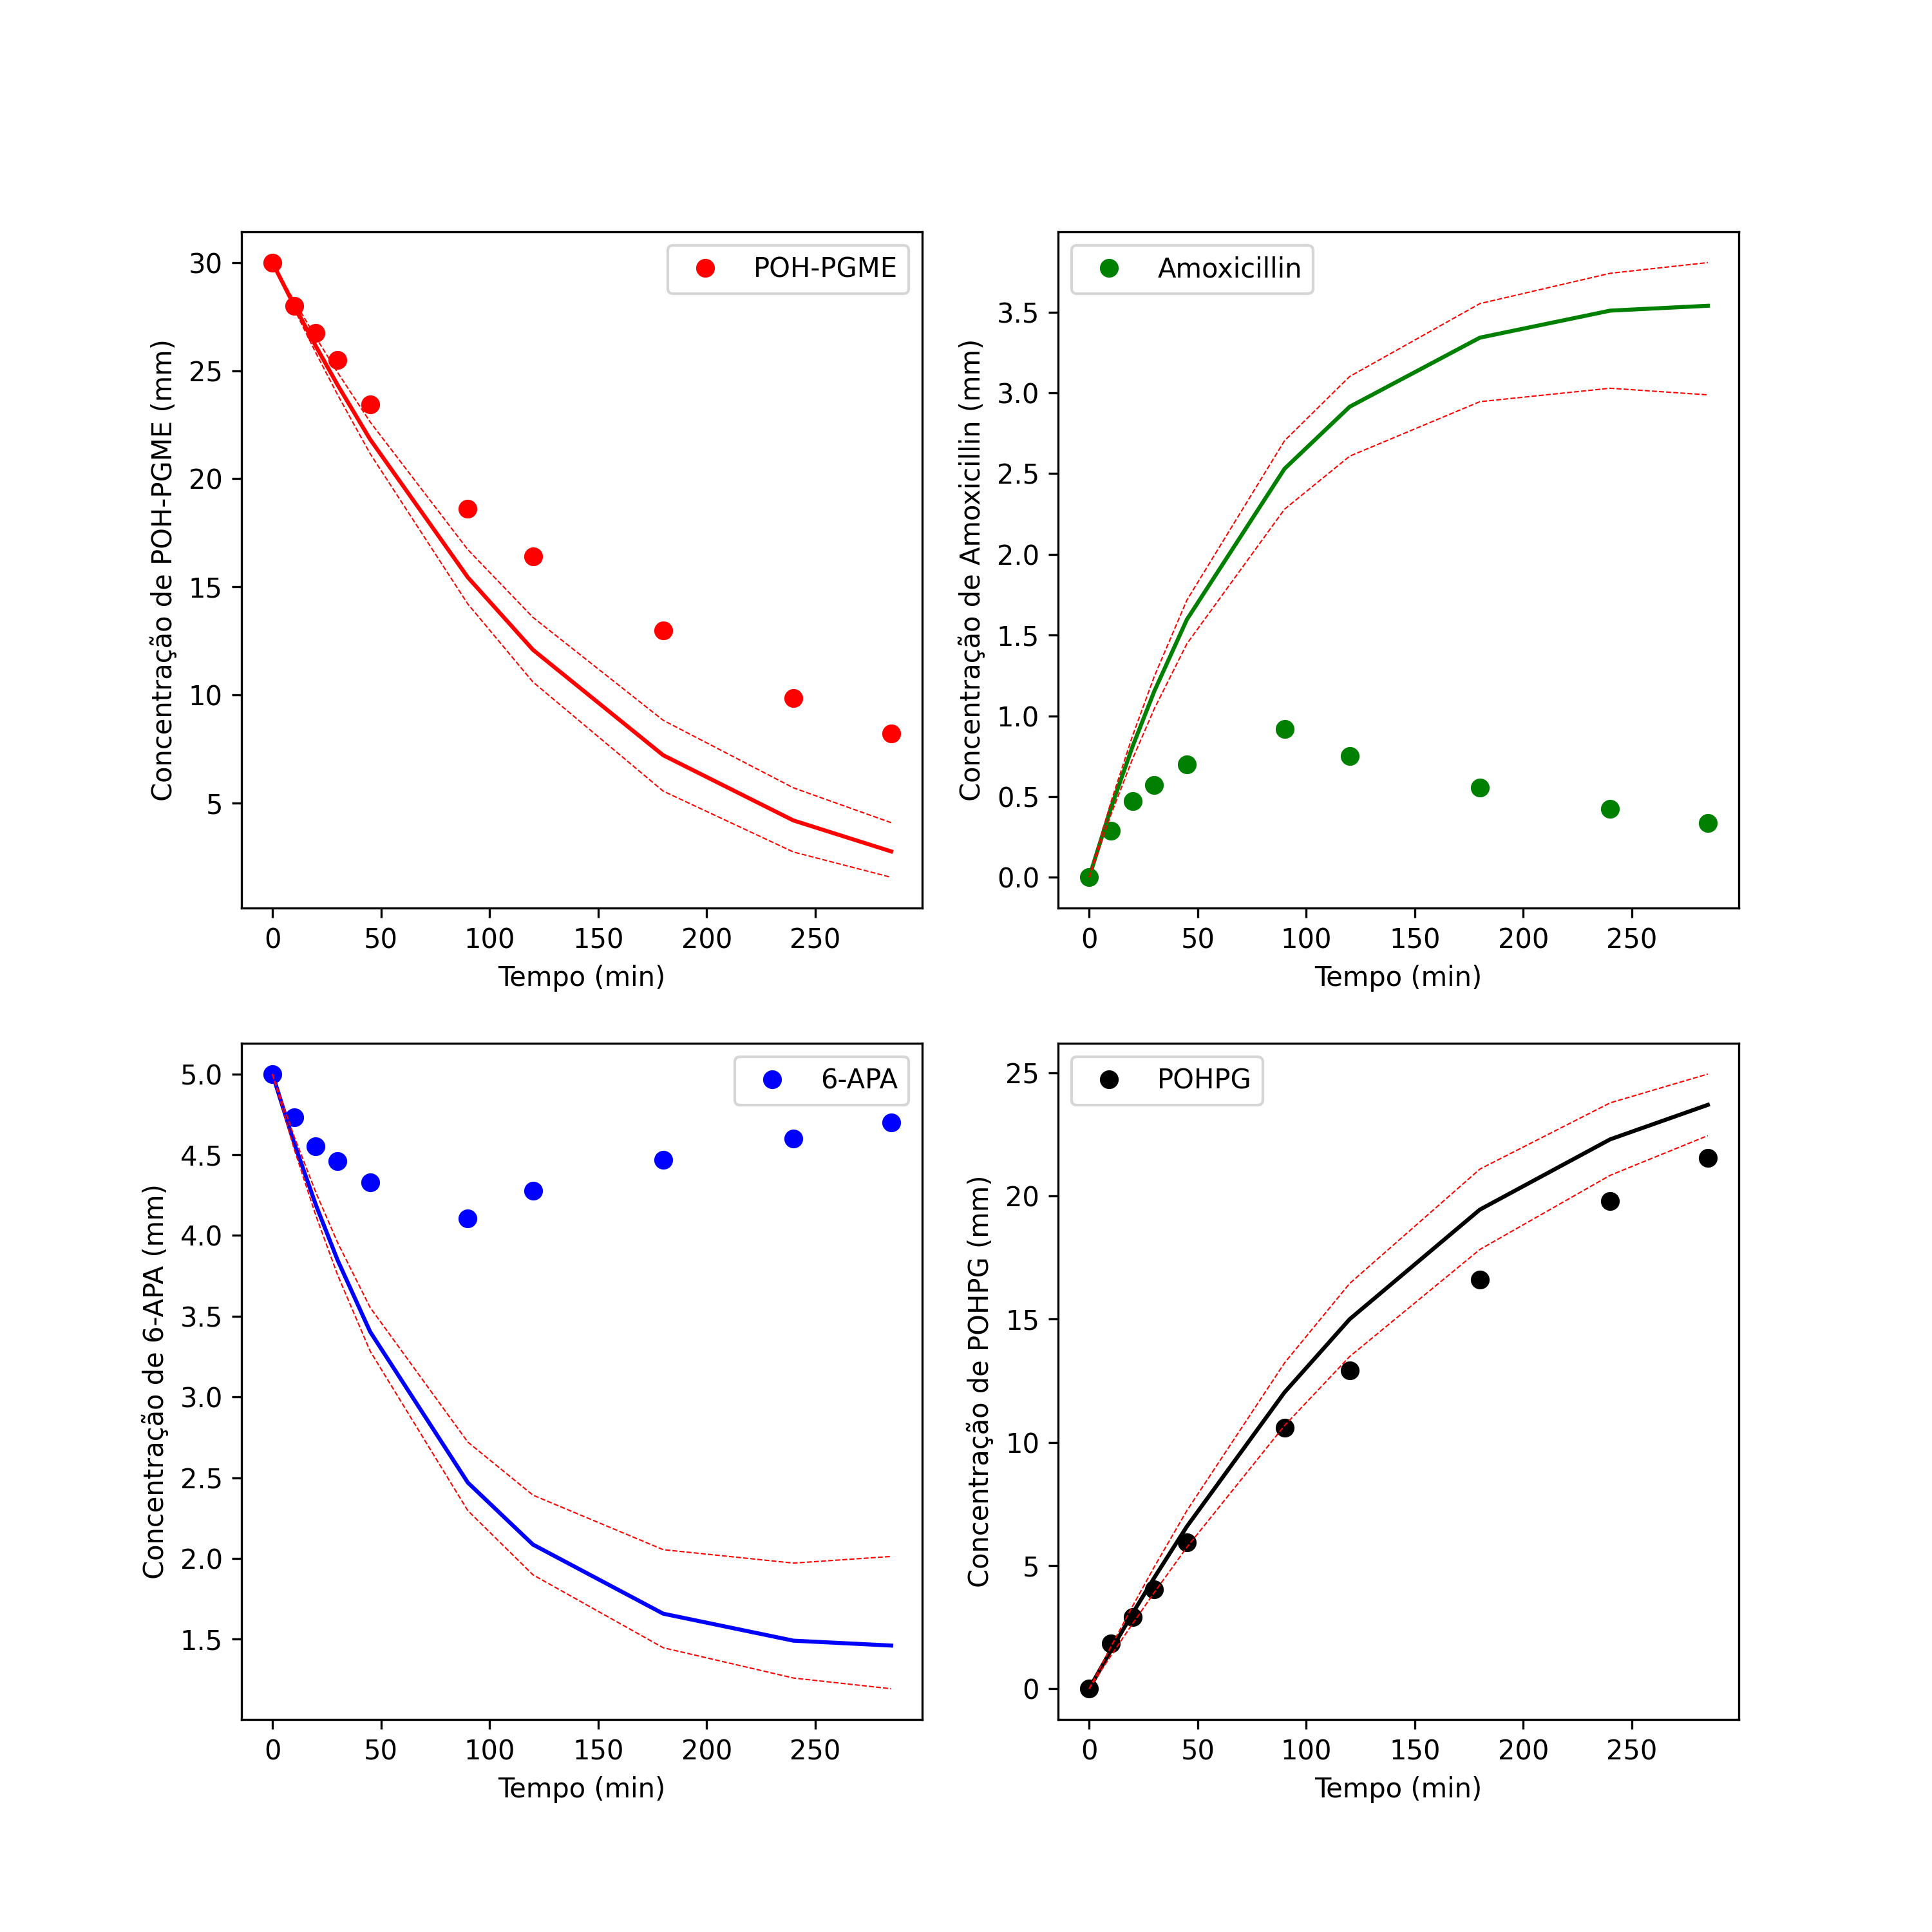 POH-PGME
30
25
20
15
10
5
Concentração de POH-PGME (mm)
0 50 100 150 200 250
Tempo (min)
Amoxicillin
3.5
3.0
2.5
2.0
1.5
1.0
0.5
0.0
Concentração de Amoxicillin (mm)
0 50 100 150 200 250
Tempo (min)
6-APA
5.0
4.5
4.0
3.5
3.0
2.5
2.0
1.5
Concentração de 6-APA (mm)
0 50 100 150 200 250
Tempo (min)
POHPG
25
20
15
10
5
0
Concentração de POHPG (mm)
0 50 100 150 200 250
Tempo (min)